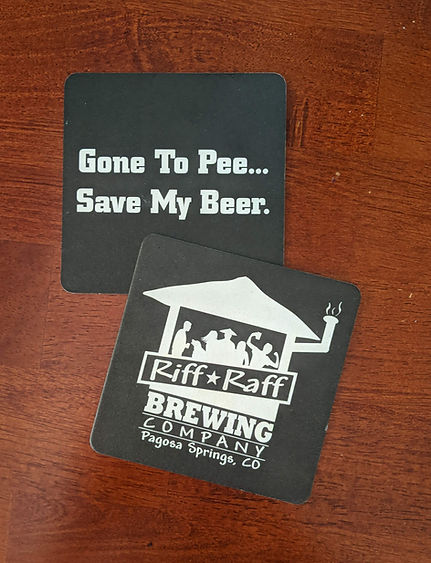 Gone To Pee...
Save My Beer.
Riff★Raff
BREWING
COMPANY
Pagosa Springs, CO